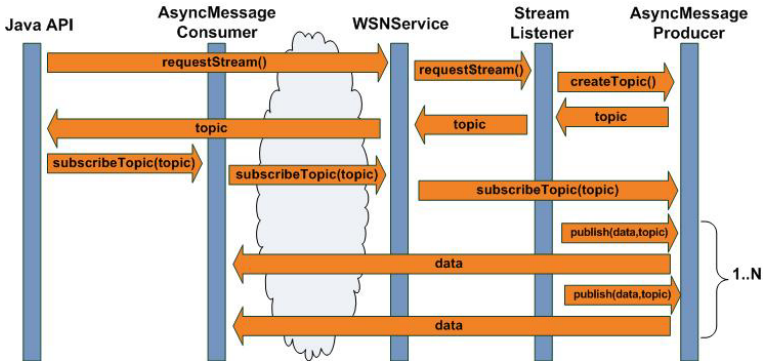 Java API
AsyncMessage
Consumer
WSNService
Stream
Listener
AsyncMessage
Producer
requestStream()
requestStream()
createTopic()
topic
topic
topic
subscribeTopic(topic)
subscribeTopic(topic)
subscribeTopic(topic)
publish(data,topic)
data
1..N
publish(data,topic)
data